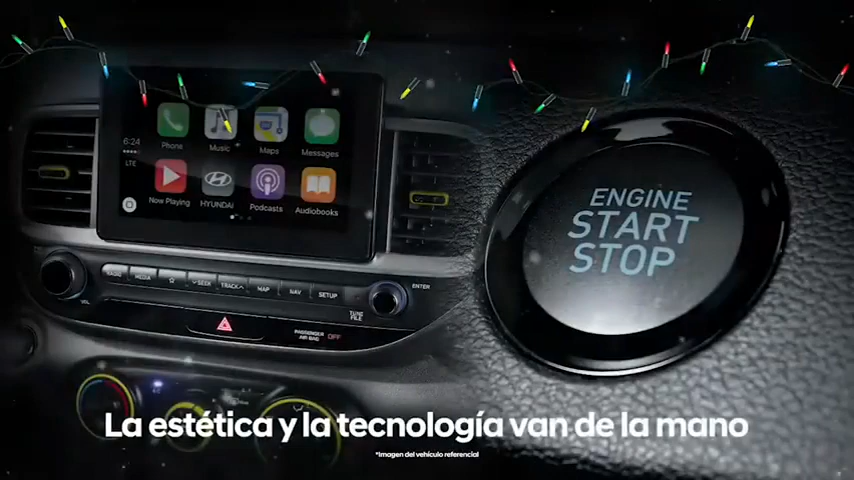 6:24
LTE
Phone
Music
Maps
Messages
Now Playing
HYUNDAI
Podcasts
Audiobooks
RADIO
MEDIA
SEEK
TRACK
MAP
NAV
SETUP
ENTER
VOL
TUNE
FILE
PASSENGER
AIR BAG OFF
ENGINE
START
STOP
La estética y la tecnología van de la mano
*Imagen del vehículo referencial